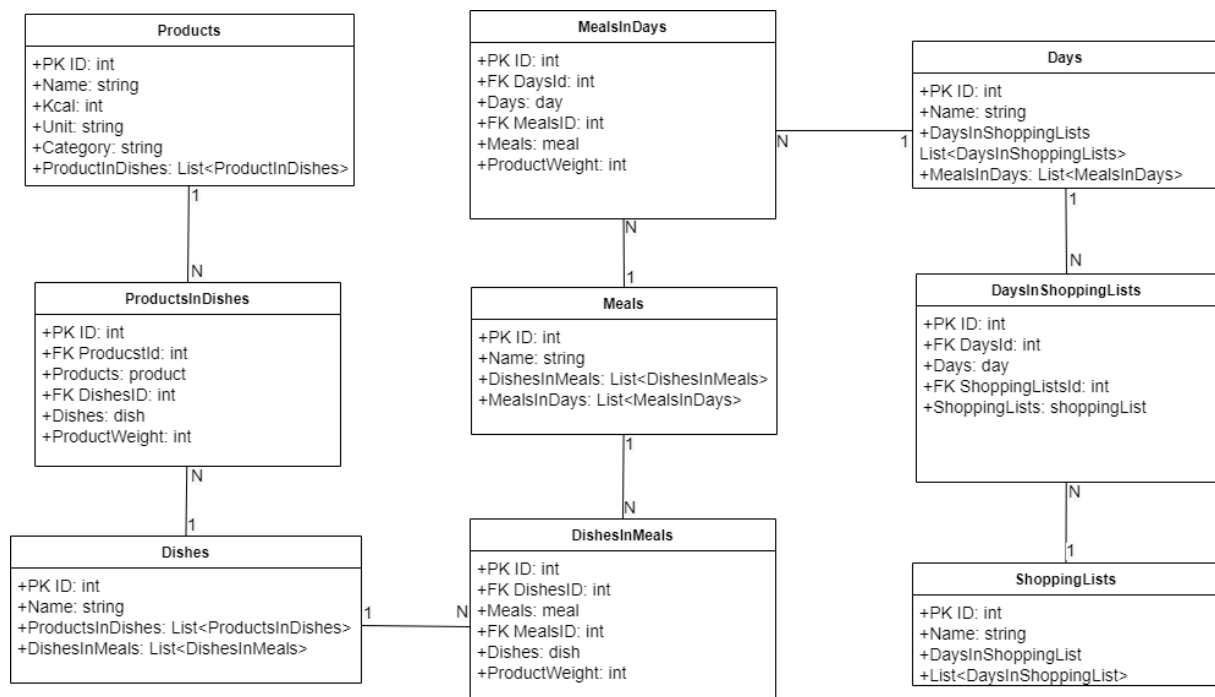 Products
+PK ID: int
+Name: string
+Kcal: int
+Unit: string
+Category: string
+ProductInDishes: List<ProductInDishes>
1
N
ProductsInDishes
+PK ID: int
+FK ProducstId: int
+Products: product
+FK DishesID: int
+Dishes: dish
+ProductWeight: int
N
1
Dishes
+PK ID: int
+Name: string
+ProductsInDishes: List<ProductsInDishes>
+DishesInMeals: List<DishesInMeals>
1
N
MealsInDays
+PK ID: int
+FK DaysId: int
+Days: day
+FK MealsID: int
+Meals: meal
+ProductWeight: int
N
1
N
1
Meals
+PK ID: int
+Name: string
+DishesInMeals: List<DishesInMeals>
+MealsInDays: List<MealsInDays>
1
N
DishesInMeals
+PK ID: int
+FK DishesID: int
+Meals: meal
+FK MealsID: int
+Dishes: dish
+ProductWeight: int
Days
+PK ID: int
+Name: string
+DaysInShoppingLists
List<DaysInShoppingLists>
+MealsInDays: List<MealsInDays>
1
N
DaysInShoppingLists
+PK ID: int
+FK DaysId: int
+Days: day
+FK ShoppingListsId: int
+ShoppingLists: shoppingList
N
1
ShoppingLists
+PK ID: int
+Name: string
+DaysInShoppingList
+List<DaysInShoppingList>